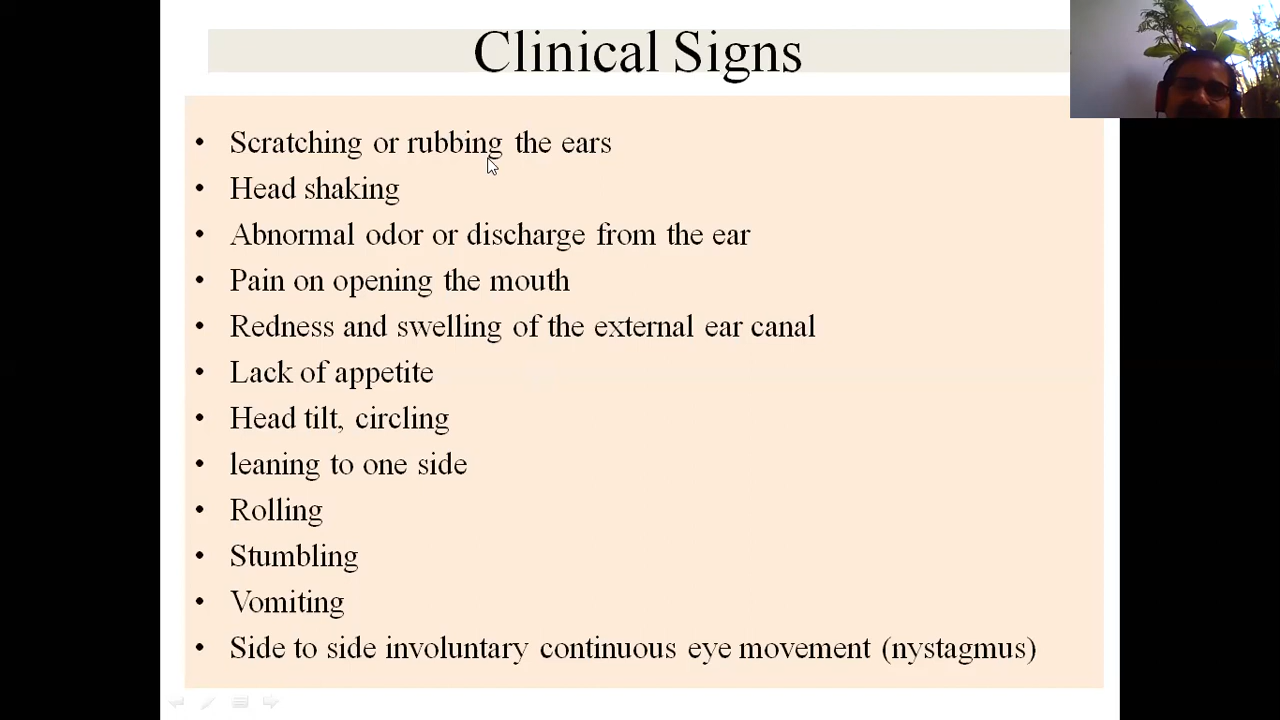 Clinical Signs
• Scratching or rubbing the ears
• Head shaking
• Abnormal odor or discharge from the ear
• Pain on opening the mouth
• Redness and swelling of the external ear canal
• Lack of appetite
• Head tilt, circling
• leaning to one side
• Rolling
• Stumbling
• Vomiting
• Side to side involuntary continuous eye movement (nystagmus)